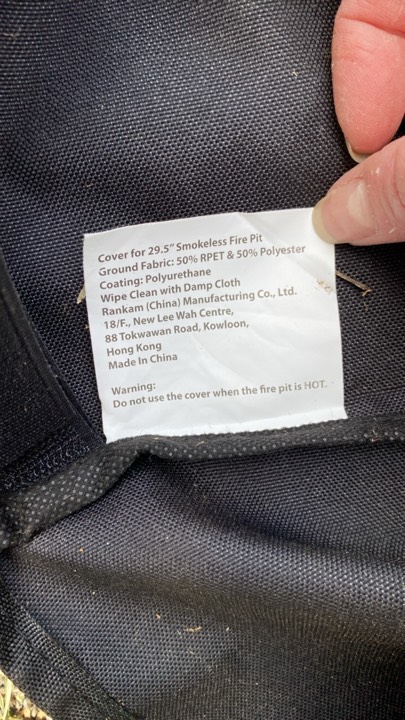 Cover for 29.5" Smokeless Fire Pit
Ground Fabric: 50% RPET & 50% Polyester
Coating: Polyurethane
Wipe Clean with Damp Cloth
Rankam (China) Manufacturing Co., Ltd.
18/F., New Lee Wah Centre,
88 Tokwawan Road, Kowloon,
Hong Kong
Made In China
Warning:
Do not use the cover when the fire pit is HOT.